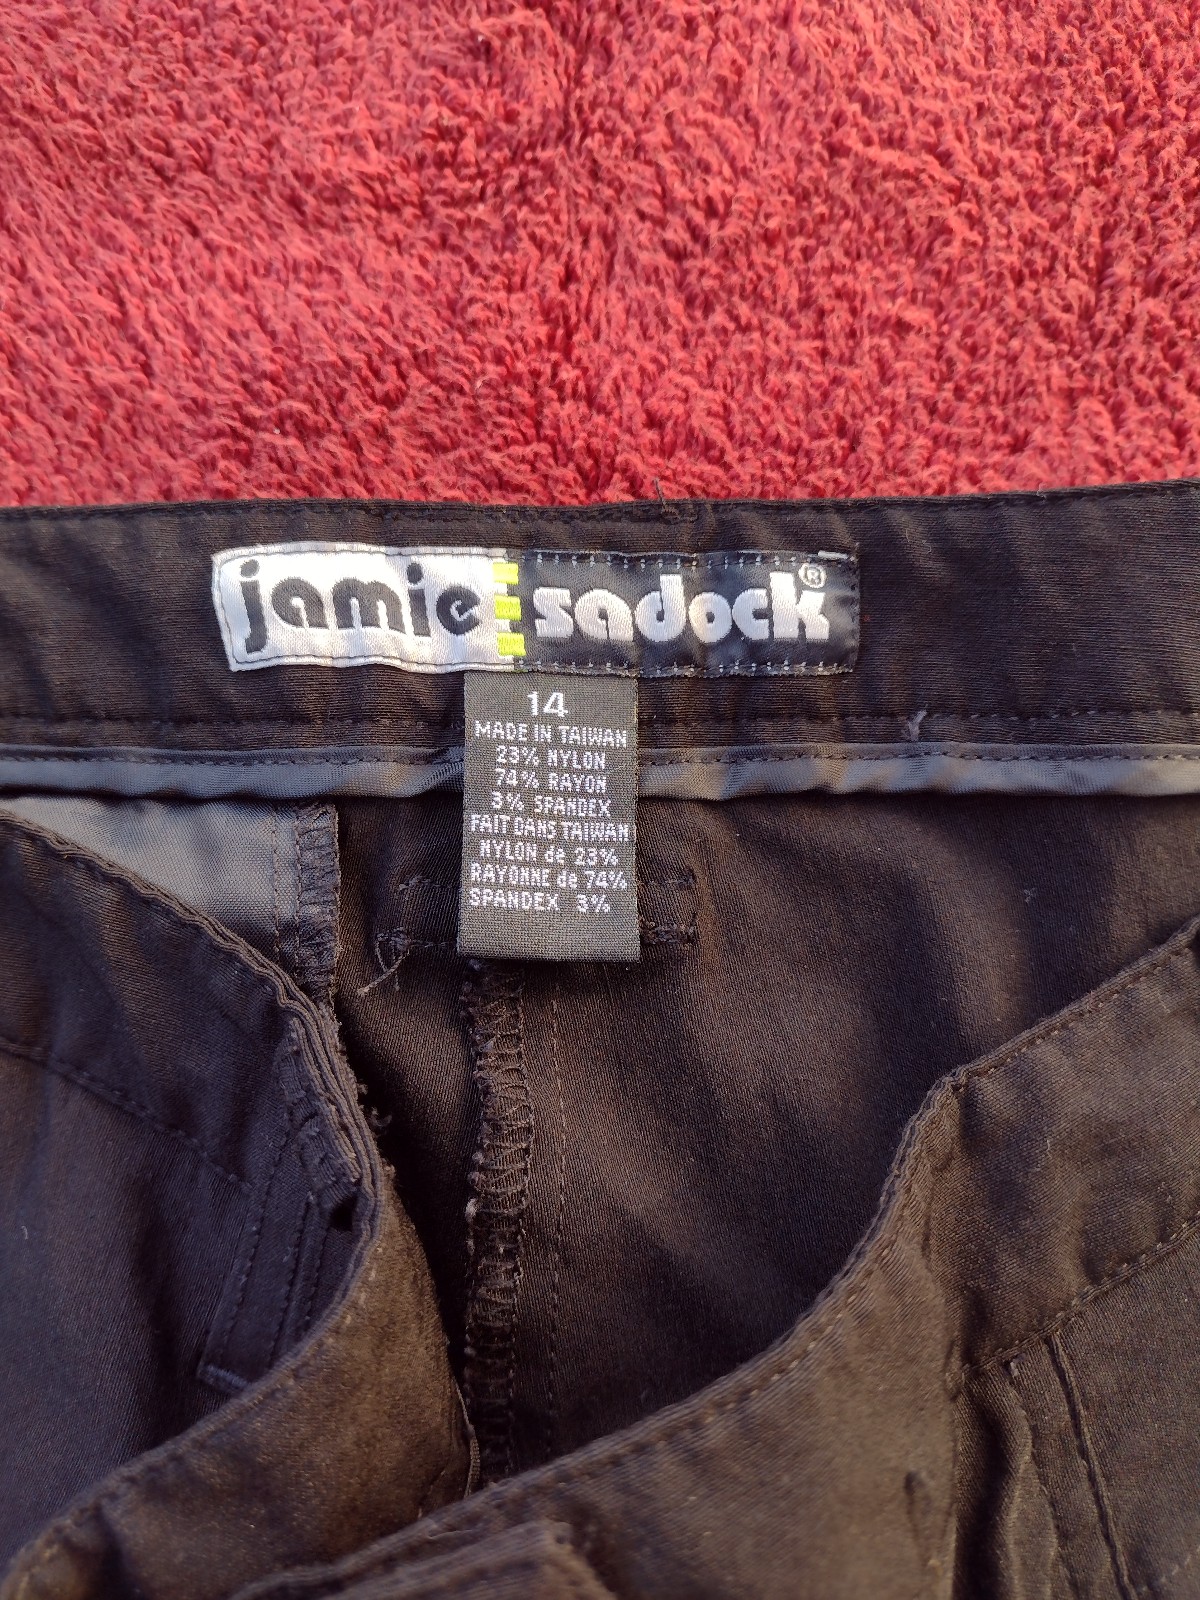 jamie sadock®
14
MADE IN TAIWAN
23% NYLON
74% RAYON
3% SPANDEX
FAIT DANS TAIWAN
NYLON de 23%
RAYONNE de 74%
SPANDEX 3%